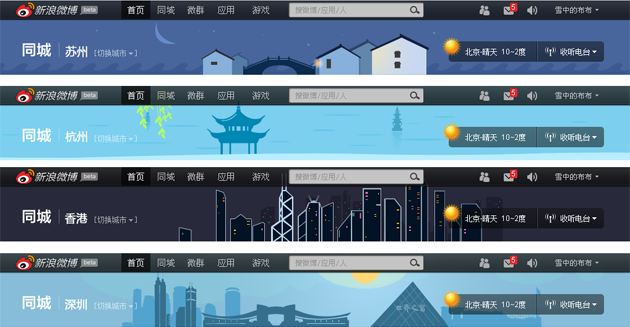 新浪微博 beta 首页 同域 微群 应用 游戏 搜微博/应用/人 5 雪中的布布
同城 苏州 [切换城市] 北京-晴天 10~2度 收听电台
新浪微博 beta 首页 同域 微群 应用 游戏 搜微博/应用/人 5 雪中的布布
同城 杭州 [切换城市] 北京-晴天 10~2度 收听电台
新浪微博 beta 首页 同域 微群 应用 游戏 搜微博/应用/人 5 雪中的布布
同城 香港 [切换城市] 北京-晴天 10~2度 收听电台
新浪微博 beta 首页 同域 微群 应用 游戏 搜微博/应用/人 5 雪中的布布
同城 深圳 [切换城市] 北京-晴天 10~2度 收听电台